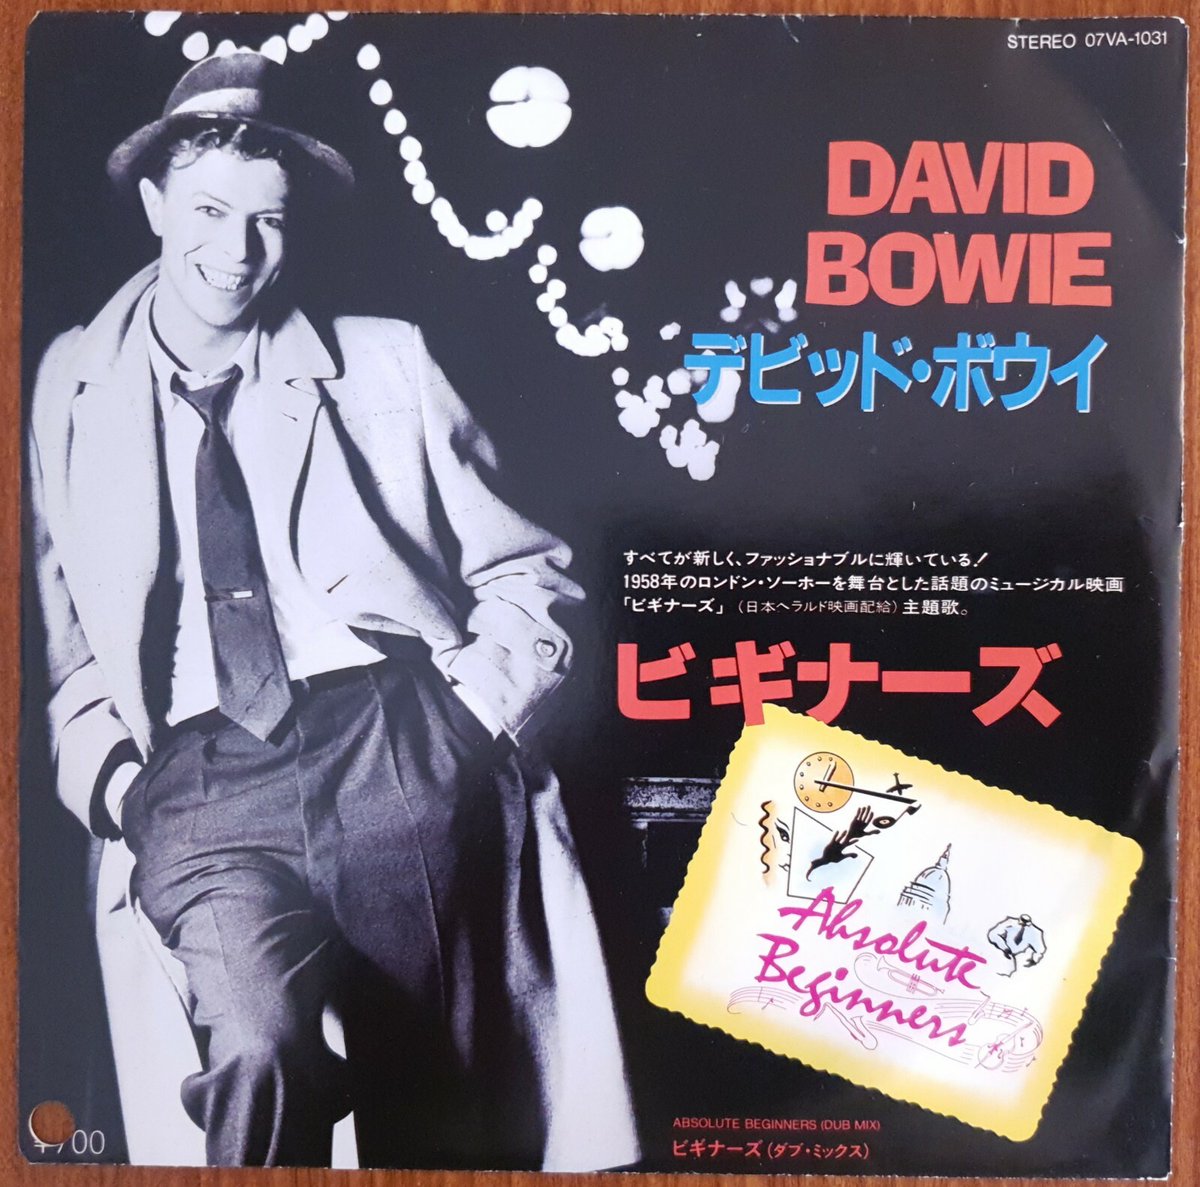 STEREO 07VA-1031
DAVID
BOWIE
デビッド・ボウイ
すべてが新しく、ファッショナブルに輝いている!
1958年のロンドン・ソーホーを舞台とした話題のミュージカル映画
「ビギナーズ」(日本ヘラルド映画配給)主題歌。
ビギナーズ
Absolute
Beginners
ABSOLUTE BEGINNERS (DUB MIX)
ビギナーズ(ダブ・ミックス)
¥700